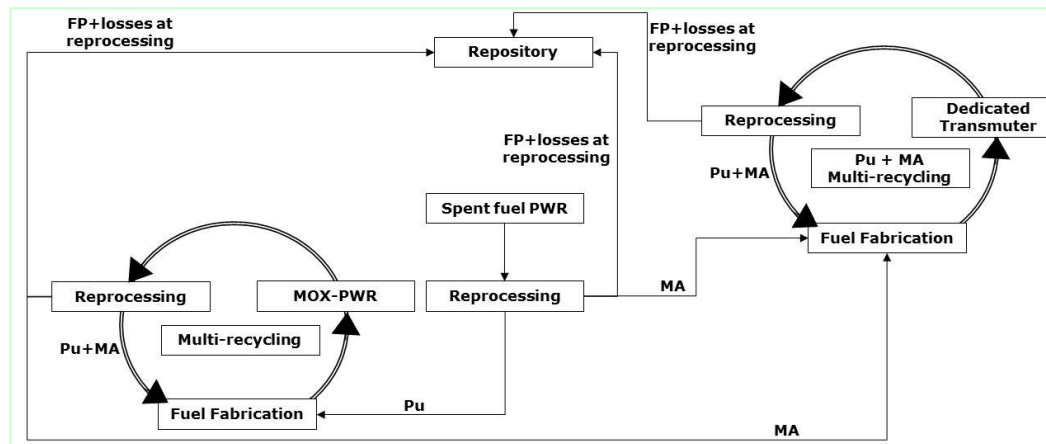 FP+losses at
reprocessing
Repository
FP+losses at
reprocessing
Reprocessing
Dedicated
Transmuter
FP+losses at
reprocessing
Pu+MA
Pu + MA
Multi-recycling
Spent fuel PWR
Fuel Fabrication
MA
Reprocessing
MOX-PWR
Reprocessing
Multi-recycling
Pu+MA
Fuel Fabrication
Pu
MA